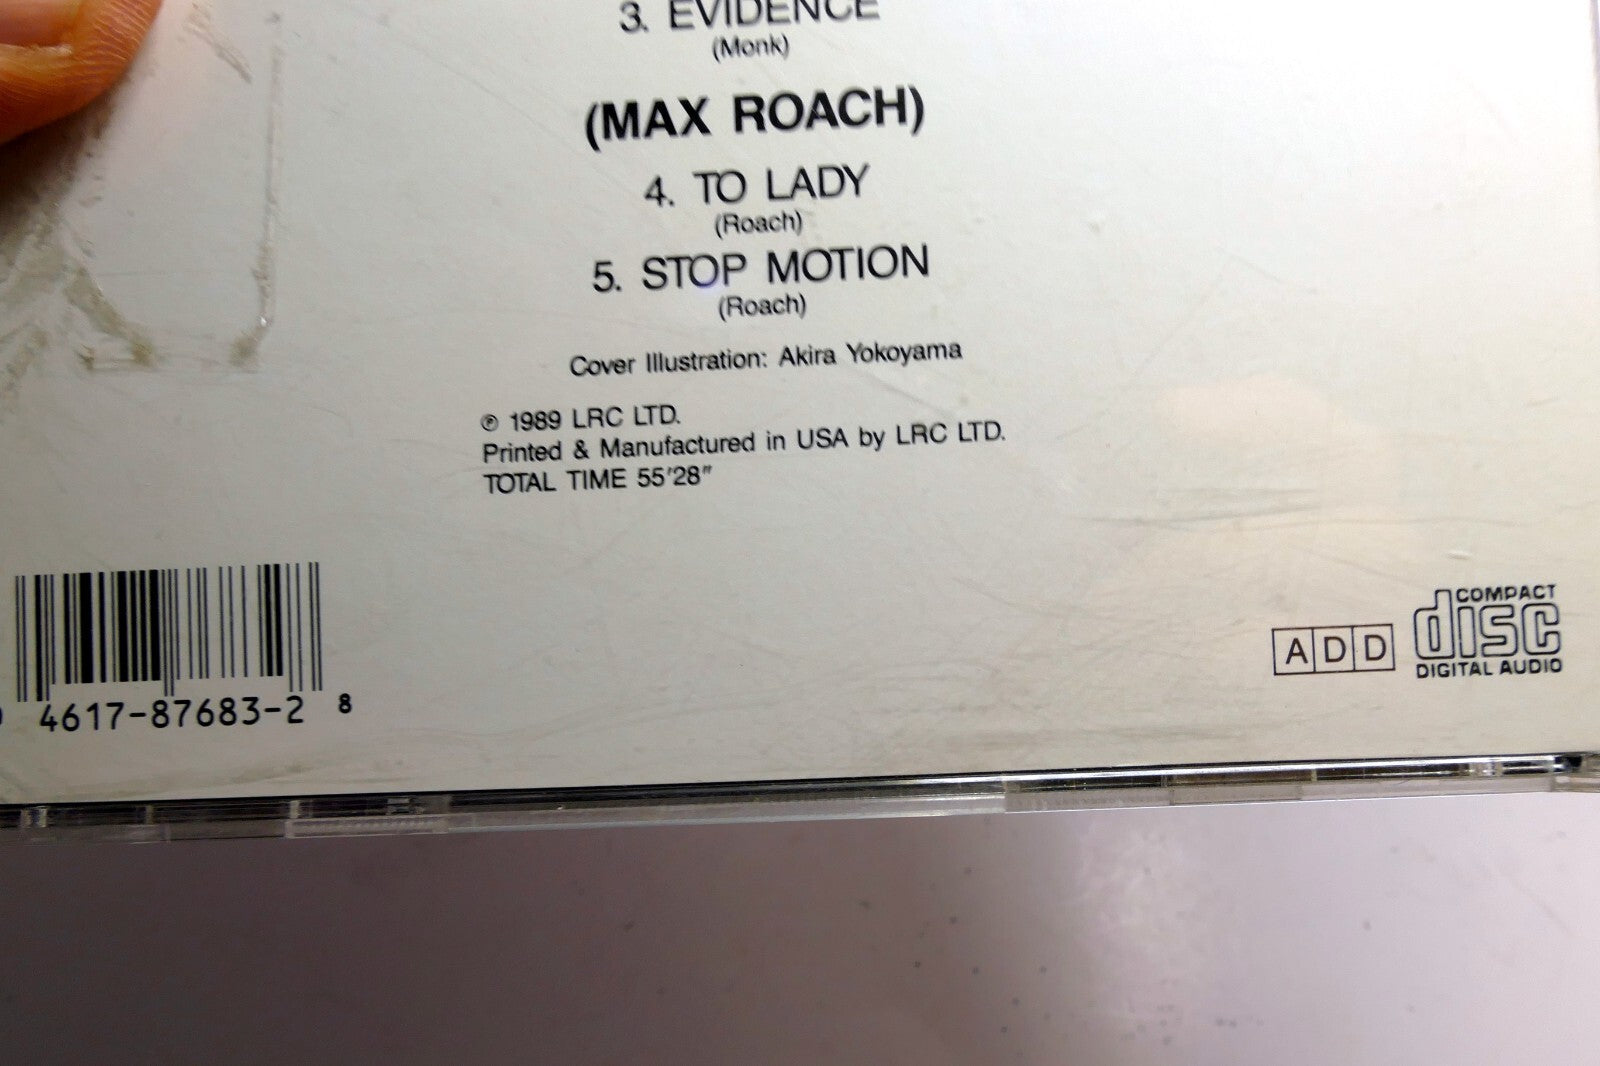 3. EVIDENCE
(Monk)
(MAX ROACH)
4. TO LADY
(Roach)
5. STOP MOTION
(Roach)
Cover Illustration: Akira Yokoyama
℗ 1989 LRC LTD.
Printed & Manufactured in USA by LRC LTD.
TOTAL TIME 55'28"
4617-87683-2 8
ADD
COMPACT
disc
DIGITAL AUDIO